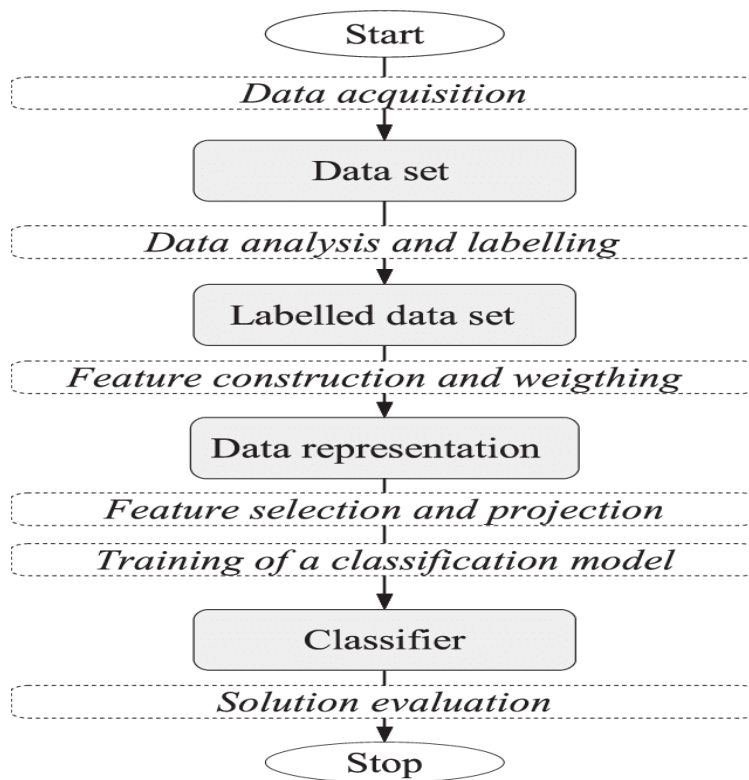 Start
Data acquisition
Data set
Data analysis and labelling
Labelled data set
Feature construction and weigthing
Data representation
Feature selection and projection
Training of a classification model
Classifier
Solution evaluation
Stop